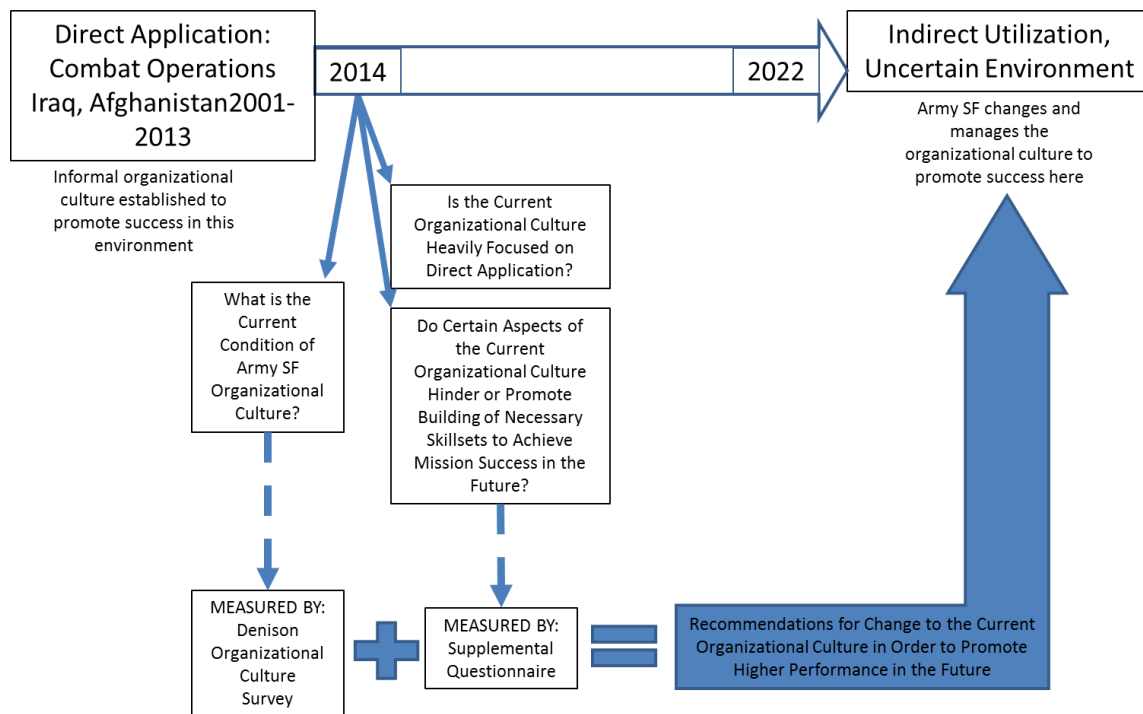 Direct Application:
Combat Operations
Iraq, Afghanistan2001-
2013
Informal organizational
culture established to
promote success in this
environment
2014
2022
Indirect Utilization,
Uncertain Environment
Army SF changes and
manages the
organizational culture to
promote success here
Is the Current
Organizational Culture
Heavily Focused on
Direct Application?
What is the
Current
Condition of
Army SF
Organizational
Culture?
Do Certain Aspects of
the Current
Organizational Culture
Hinder or Promote
Building of Necessary
Skillsets to Achieve
Mission Success in the
Future?
MEASURED BY:
Denison
Organizational
Culture
Survey
MEASURED BY:
Supplemental
Questionnaire
Recommendations for Change to the Current
Organizational Culture in Order to Promote
Higher Performance in the Future